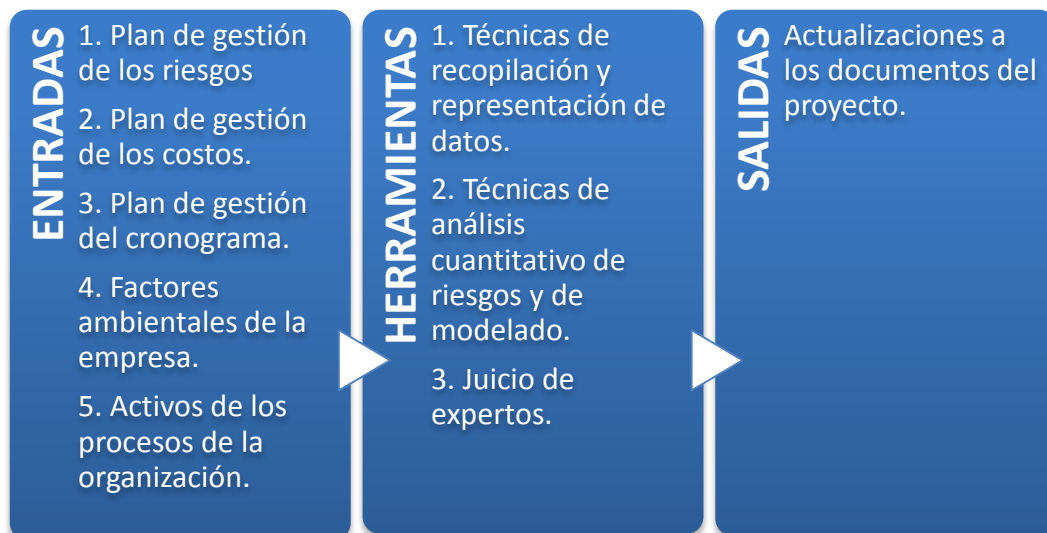 ENTRADAS
1. Plan de gestión
de los riesgos
2. Plan de gestión
de los costos.
3. Plan de gestión
del cronograma.
4. Factores
ambientales de la
empresa.
5. Activos de los
procesos de la
organización.
HERRAMIENTAS
1. Técnicas de
recopilación y
representación de
datos.
2. Técnicas de
análisis
cuantitativo de
riesgos y de
modelado.
3. Juicio de
expertos.
SALIDAS
Actualizaciones a
los documentos del
proyecto.